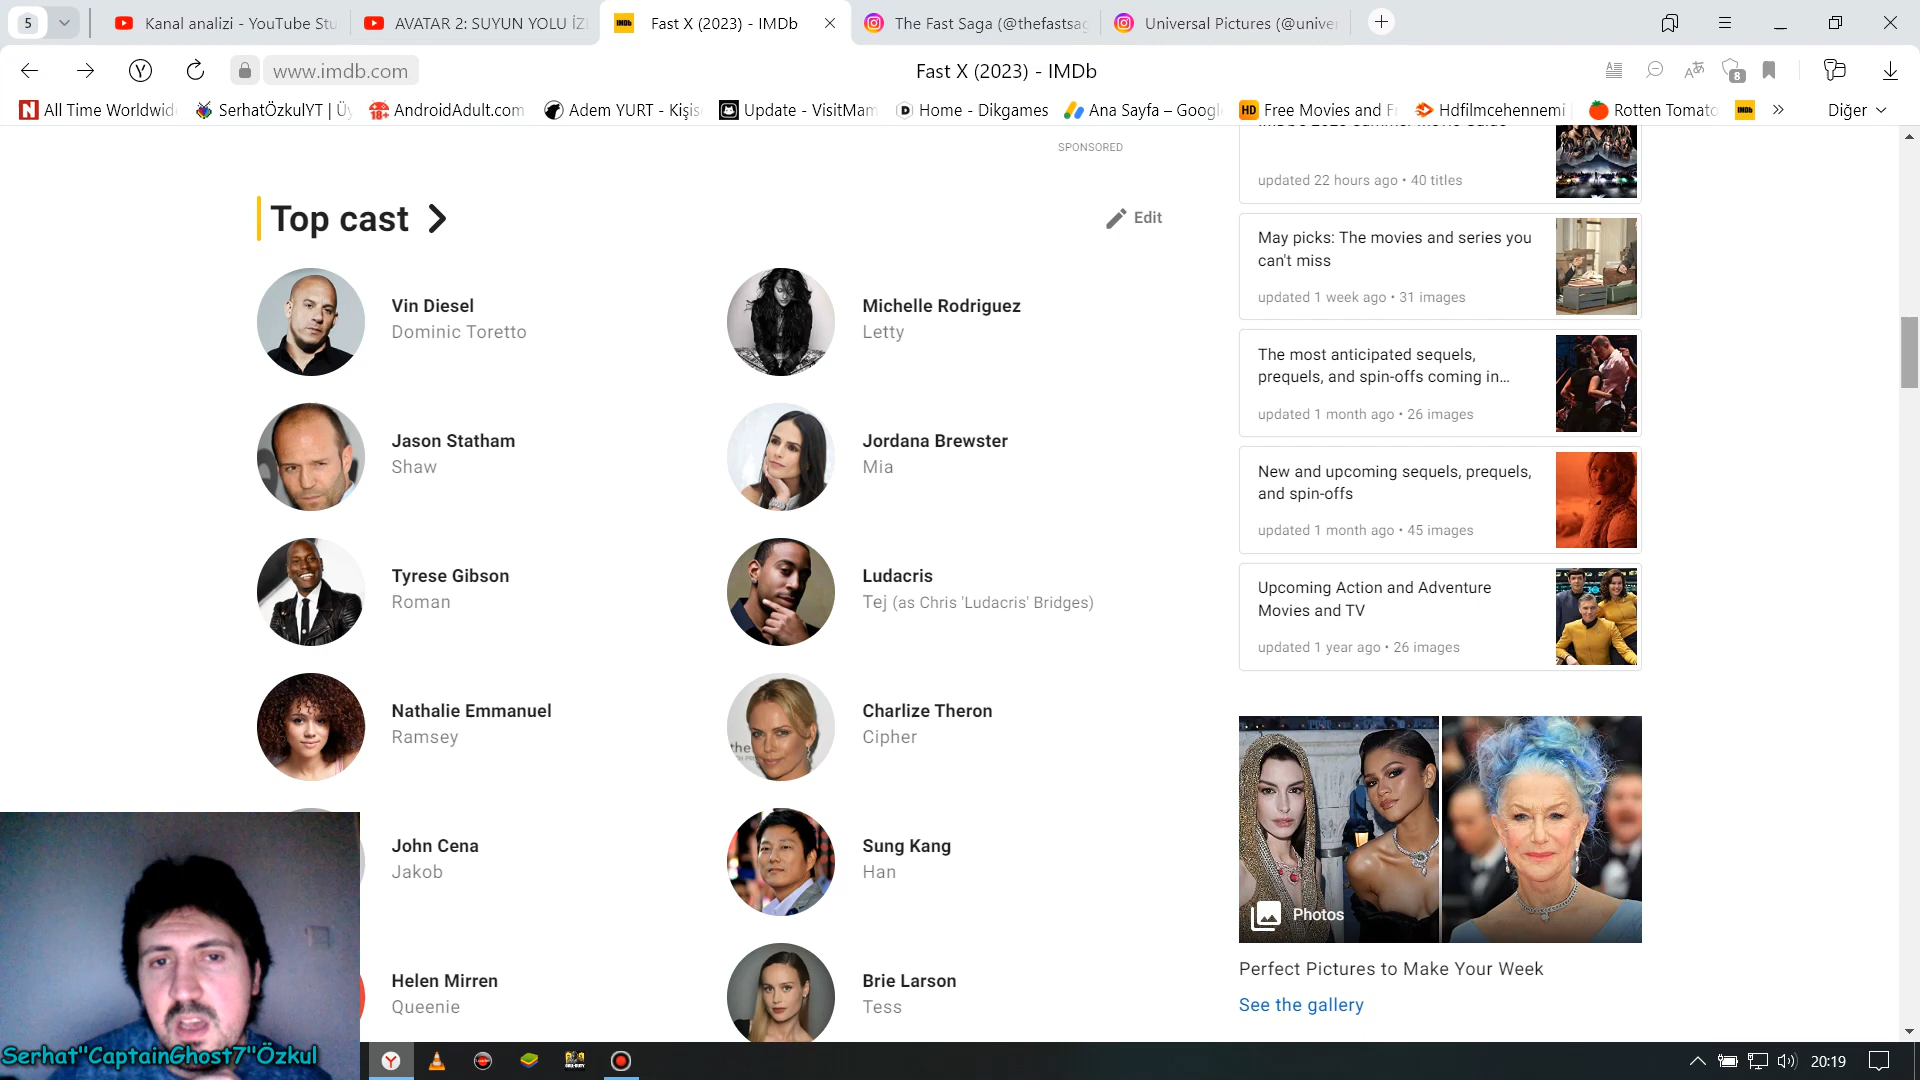 5
Kanal analizi - YouTube Stu
AVATAR 2: SUYUN YOLU İZ
Fast X (2023) - IMDb
The Fast Saga (@thefastsag
Universal Pictures (@univer
www.imdb.com
Fast X (2023) - IMDb
8
All Time Worldwid
SerhatÖzkulYT | Üy
18+ AndroidAdult.com
Adem YURT - Kişis
Update - VisitMam
Home - Dikgames
Ana Sayfa – Google
HD Free Movies and F
Hdfilmcehennemi
Rotten Tomato
IMDb
Diğer
SPONSORED
updated 22 hours ago • 40 titles
Top cast
Edit
May picks: The movies and series you
can't miss
updated 1 week ago • 31 images
Vin Diesel
Dominic Toretto
Michelle Rodriguez
Letty
The most anticipated sequels,
prequels, and spin-offs coming in...
updated 1 month ago • 26 images
Jason Statham
Shaw
Jordana Brewster
Mia
New and upcoming sequels, prequels,
and spin-offs
updated 1 month ago • 45 images
Tyrese Gibson
Roman
Ludacris
Tej (as Chris 'Ludacris' Bridges)
Upcoming Action and Adventure
Movies and TV
updated 1 year ago • 26 images
Nathalie Emmanuel
Ramsey
Charlize Theron
Cipher
John Cena
Jakob
Sung Kang
Han
Photos
Helen Mirren
Queenie
Brie Larson
Tess
Perfect Pictures to Make Your Week
See the gallery
Serhat"CaptainGhost7"Özkul
20:19